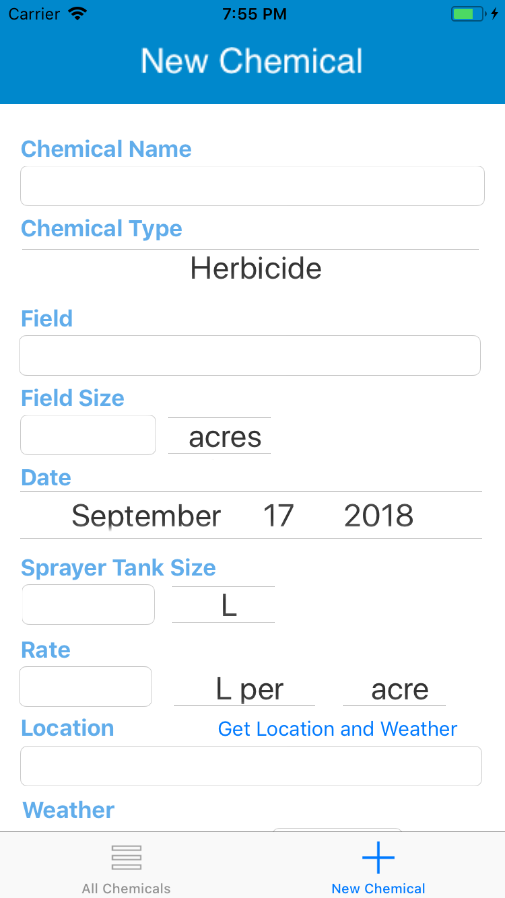 Carrier 7:55 PM
New Chemical
Chemical Name
Chemical Type
Herbicide
Field
Field Size
acres
Date
September 17 2018
Sprayer Tank Size
L
Rate
L per acre
Location Get Location and Weather
Weather
All Chemicals New Chemical